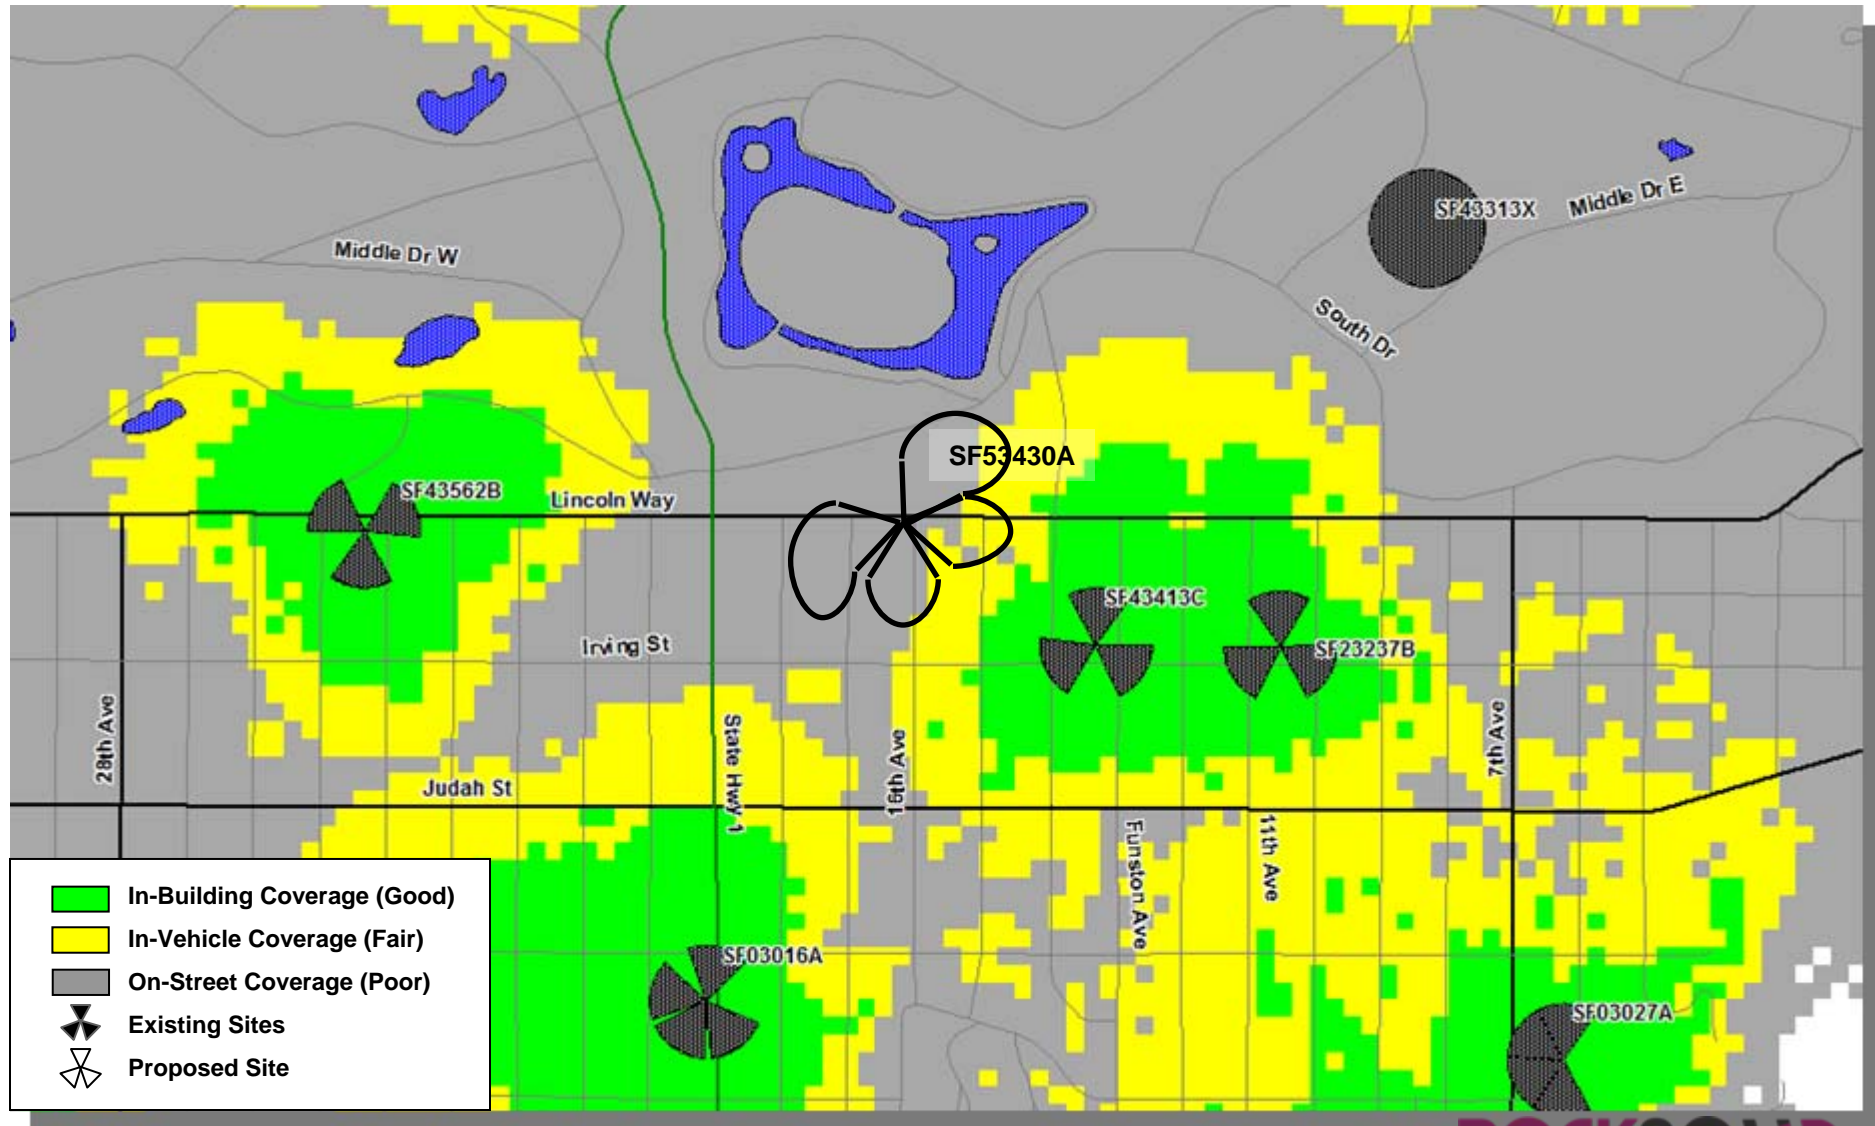 SF43313X
Middle Dr E
Middle Dr W
South Dr
SF53430A
SF43562B
Lincoln Way
SF43413C
SF23237B
Irving St
28th Ave
State Hwy 1
16th Ave
7th Ave
Judah St
Funston Ave
11th Ave
In-Building Coverage (Good)
In-Vehicle Coverage (Fair)
On-Street Coverage (Poor)
Existing Sites
Proposed Site
SF03016A
SF03027A